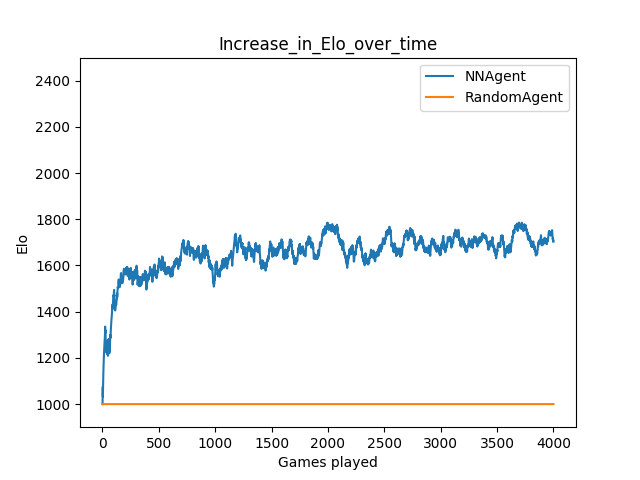 Increase_in_Elo_over_time
NNAgent
RandomAgent
2400
2200
2000
1800
1600
1400
1200
1000
Elo
0 500 1000 1500 2000 2500 3000 3500 4000
Games played